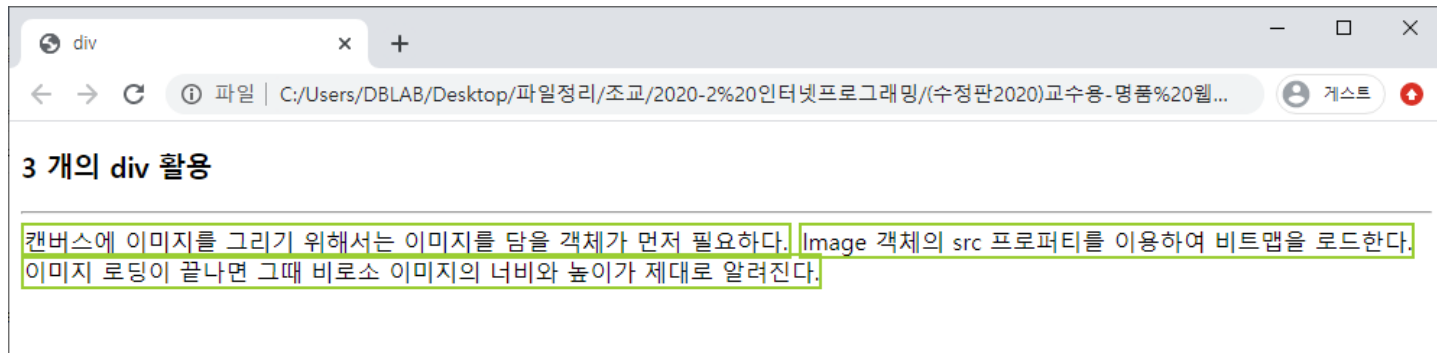 div
파일 C:/Users/DBLAB/Desktop/파일정리/조교/2020-2%20인터넷프로그래밍/(수정판2020)교수용-명품%20웹... 게스트
3 개의 div 활용
캔버스에 이미지를 그리기 위해서는 이미지를 담을 객체가 먼저 필요하다. Image 객체의 src 프로퍼티를 이용하여 비트맵을 로드한다.
이미지 로딩이 끝나면 그때 비로소 이미지의 너비와 높이가 제대로 알려진다.